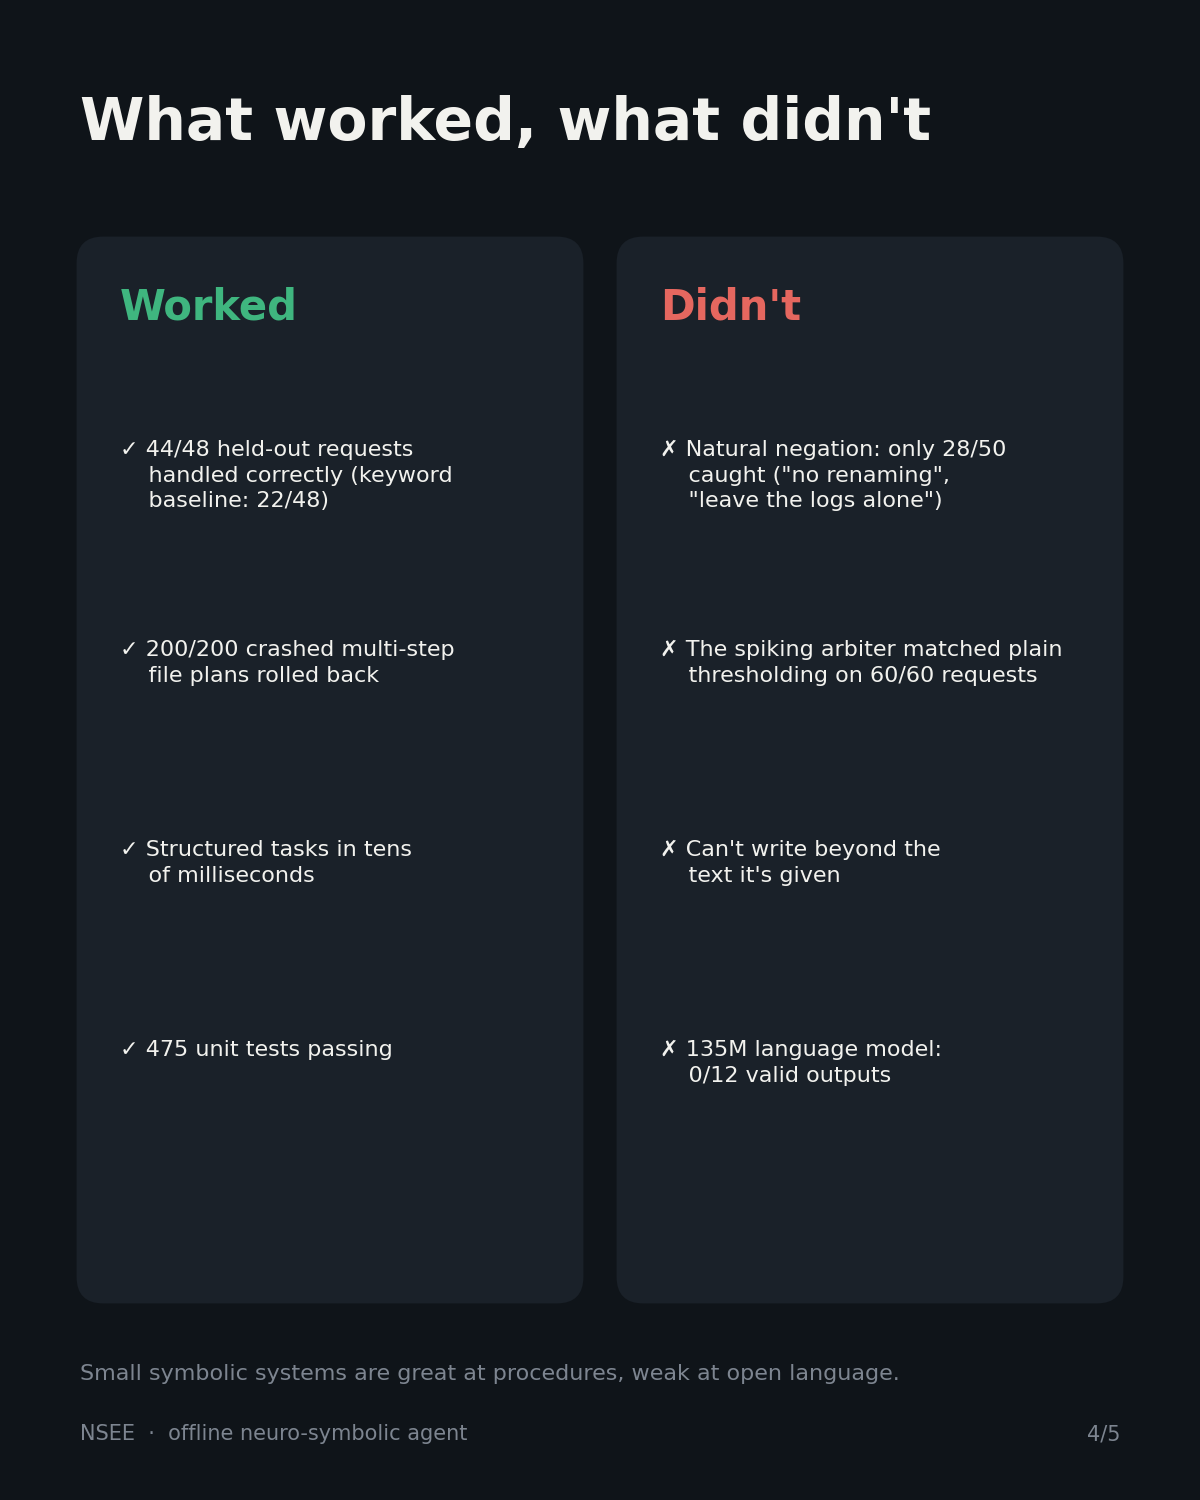 What worked, what didn't
Worked
✓ 44/48 held-out requests
handled correctly (keyword
baseline: 22/48)
✓ 200/200 crashed multi-step
file plans rolled back
✓ Structured tasks in tens
of milliseconds
✓ 475 unit tests passing
Didn't
✗ Natural negation: only 28/50
caught ("no renaming",
"leave the logs alone")
✗ The spiking arbiter matched plain
thresholding on 60/60 requests
✗ Can't write beyond the
text it's given
✗ 135M language model:
0/12 valid outputs
Small symbolic systems are great at procedures, weak at open language.
NSEE · offline neuro-symbolic agent
4/5